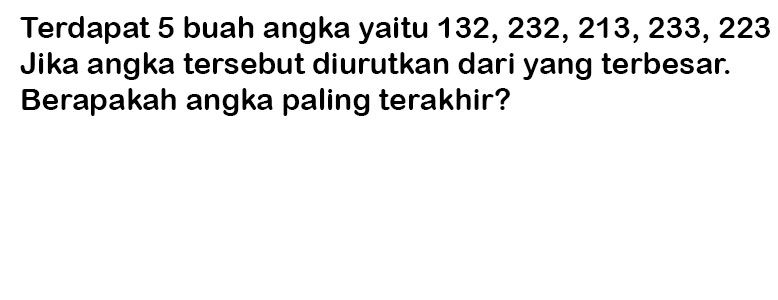 Terdapat 5 buah angka yaitu 132, 232, 213, 233, 223
Jika angka tersebut diurutkan dari yang terbesar.
Berapakah angka paling terakhir?